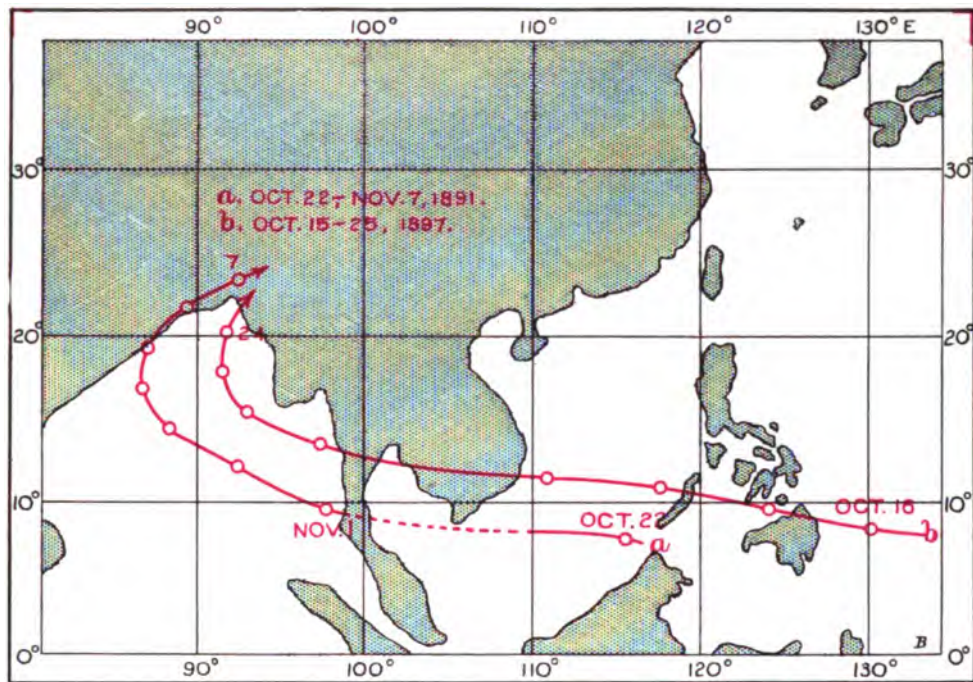 90° 100° 110° 120° 130° E
30° 30°
a. OCT. 22 - NOV. 7, 1891.
b. OCT. 15-25, 1897.
7
20° 24 20°
10° 10°
OCT. 16
NOV. 1 OCT. 22 a b
0° B 0°
90° 100° 110° 120° 130°